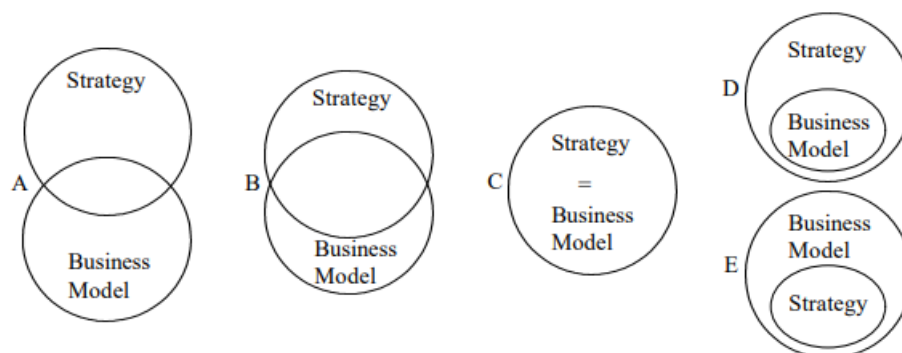 Strategy
A
Business
Model
Strategy
B
Business
Model
C
Strategy
=
Business
Model
D
Strategy
Business
Model
E
Business
Model
Strategy